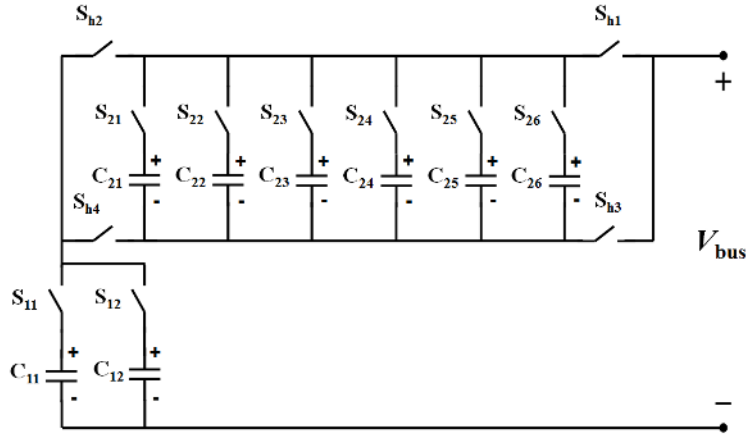 Sh2 Sh1
+
S21 S22 S23 S24 S25 S26
+ + + + + +
C21 C22 C23 C24 C25 C26
- - - - - -
Sh4 Sh3
Vbus
S11 S12
+ +
C11 C12
- -
−